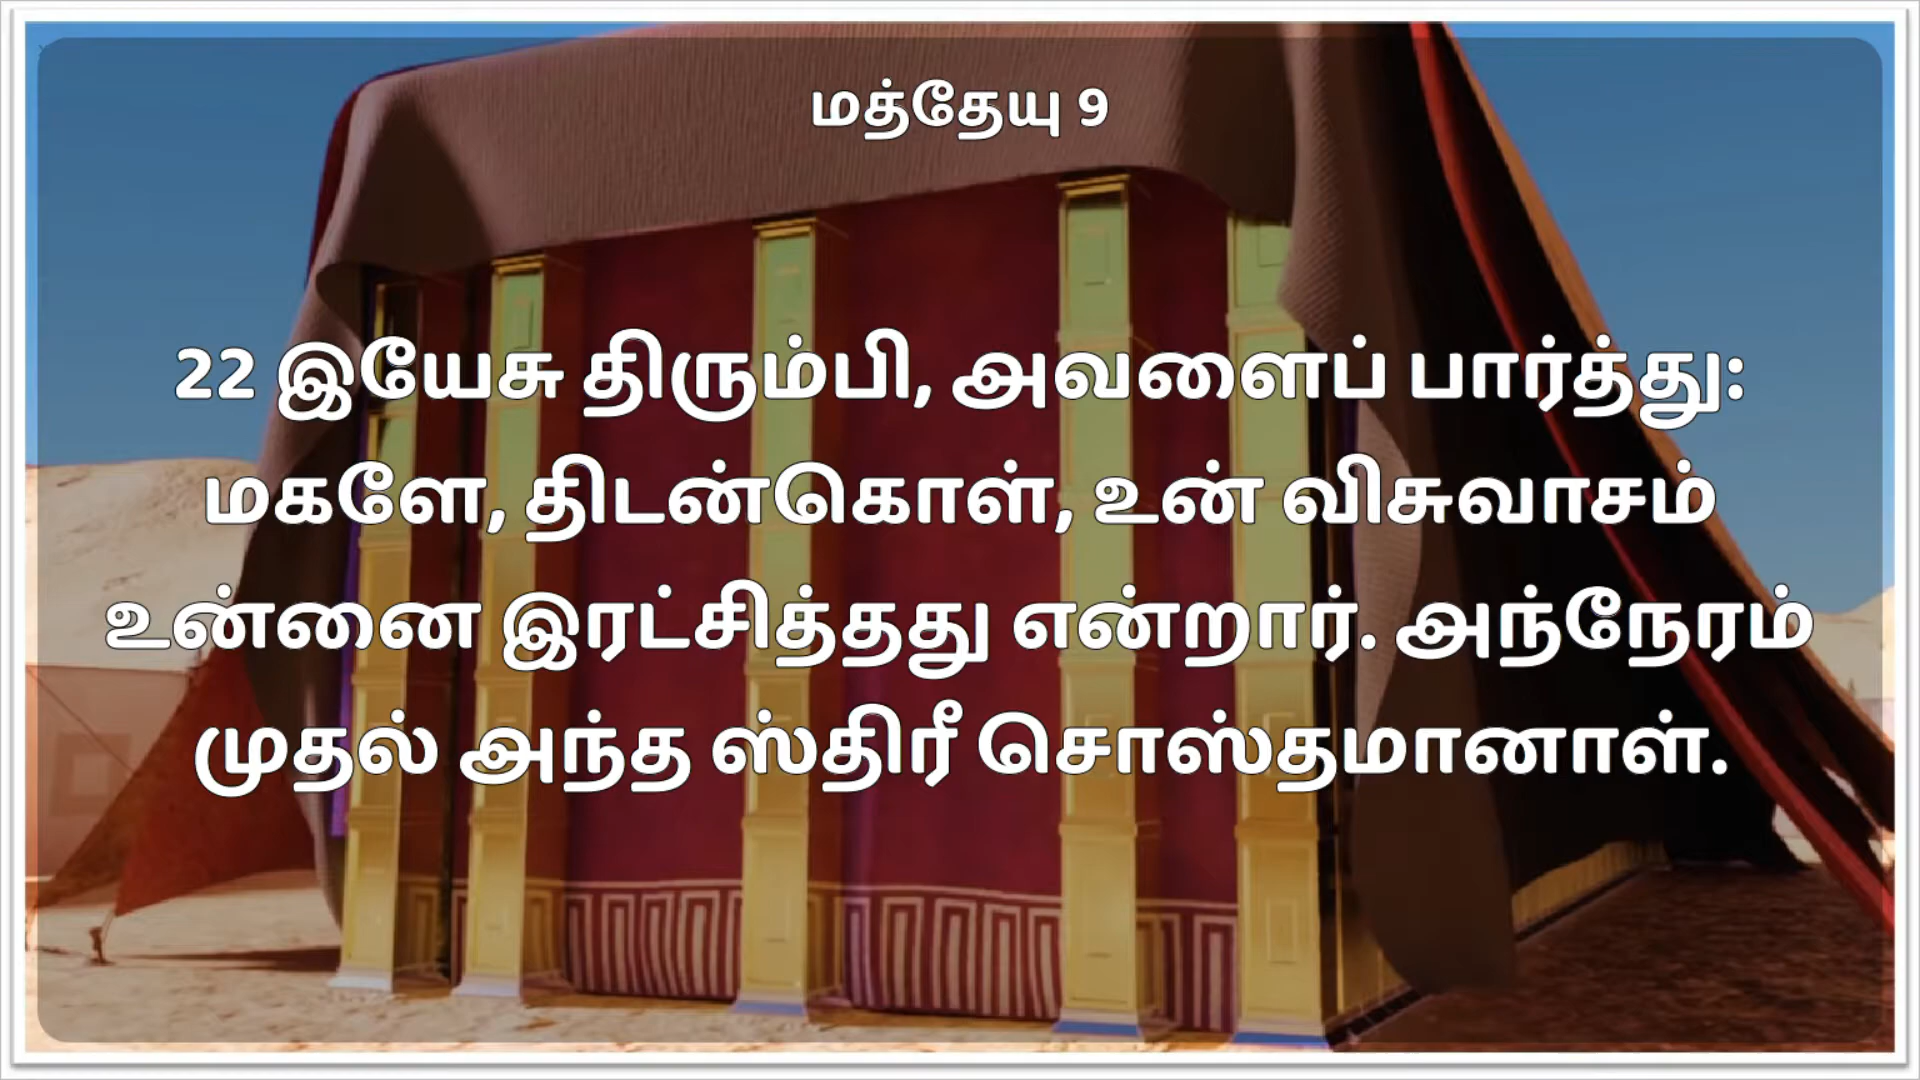 மத்தேயு 9
22 இயேசு திரும்பி, அவளைப் பார்த்து:
மகளே, திடன்கொள், உன் விசுவாசம்
உன்னை இரட்சித்தது என்றார். அந்நேரம்
முதல் அந்த ஸ்திரீ சொஸ்தமானாள்.